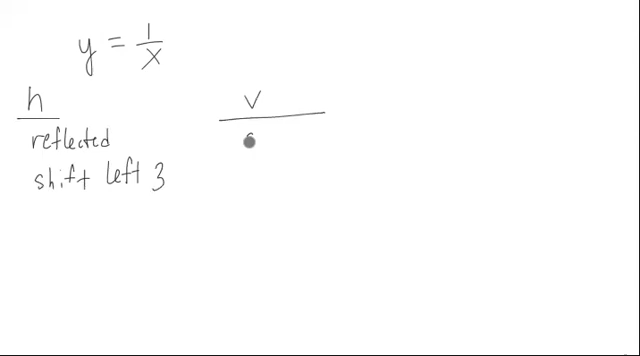 y = 1/x
h
v
reflected
shift left 3